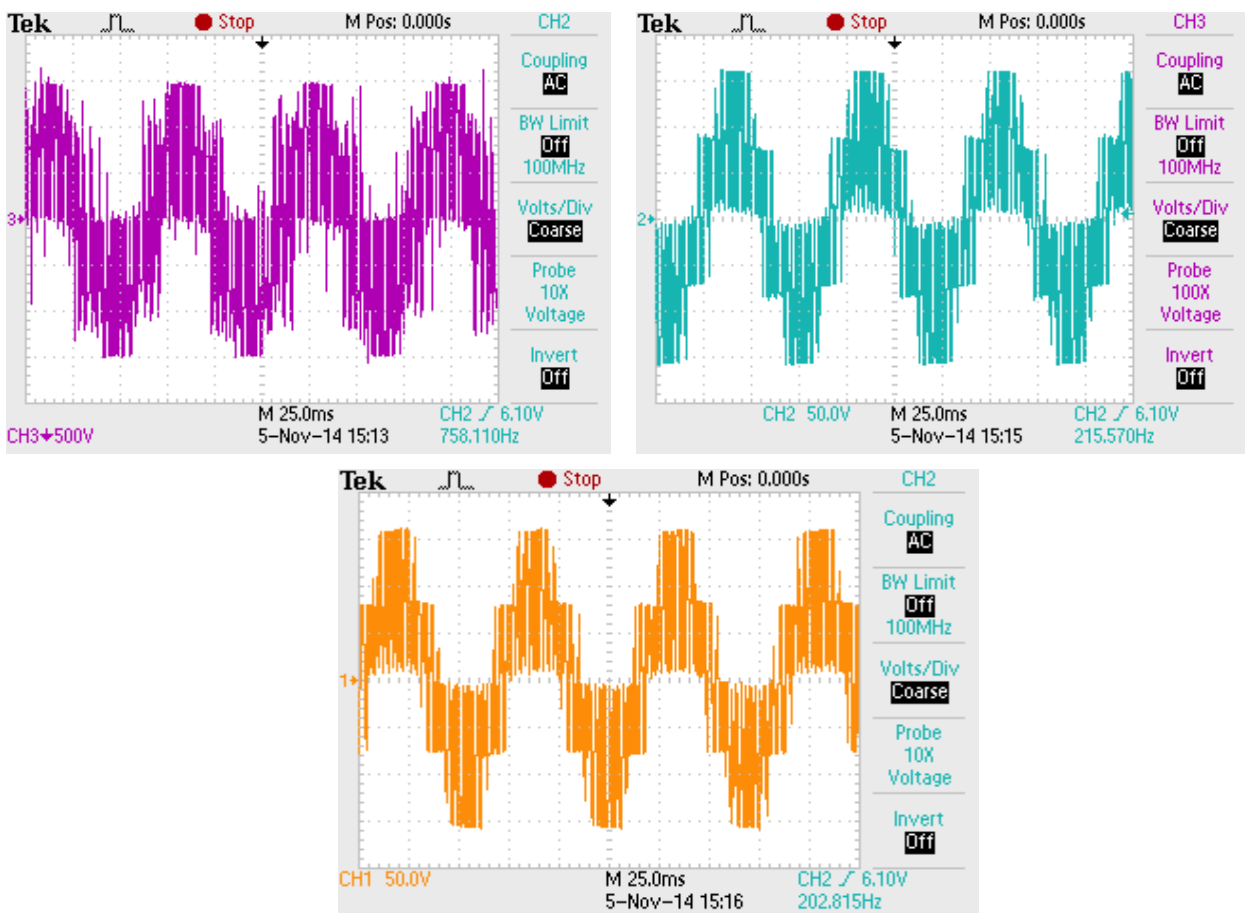 Tek Stop M Pos: 0.000s CH2
Coupling
AC
BW Limit
Off
100MHz
Volts/Div
Coarse
Probe
10X
Voltage
Invert
Off
3
M 25.0ms CH2 6.10V
CH3 500V 5-Nov-14 15:13 758.110Hz
Tek Stop M Pos: 0.000s CH3
Coupling
AC
BW Limit
Off
100MHz
Volts/Div
Coarse
Probe
100X
Voltage
Invert
Off
2
CH2 50.0V M 25.0ms CH2 6.10V
5-Nov-14 15:15 215.570Hz
Tek Stop M Pos: 0.000s CH2
Coupling
AC
BW Limit
Off
100MHz
Volts/Div
Coarse
Probe
10X
Voltage
Invert
Off
1
CH1 50.0V M 25.0ms CH2 6.10V
5-Nov-14 15:16 202.815Hz